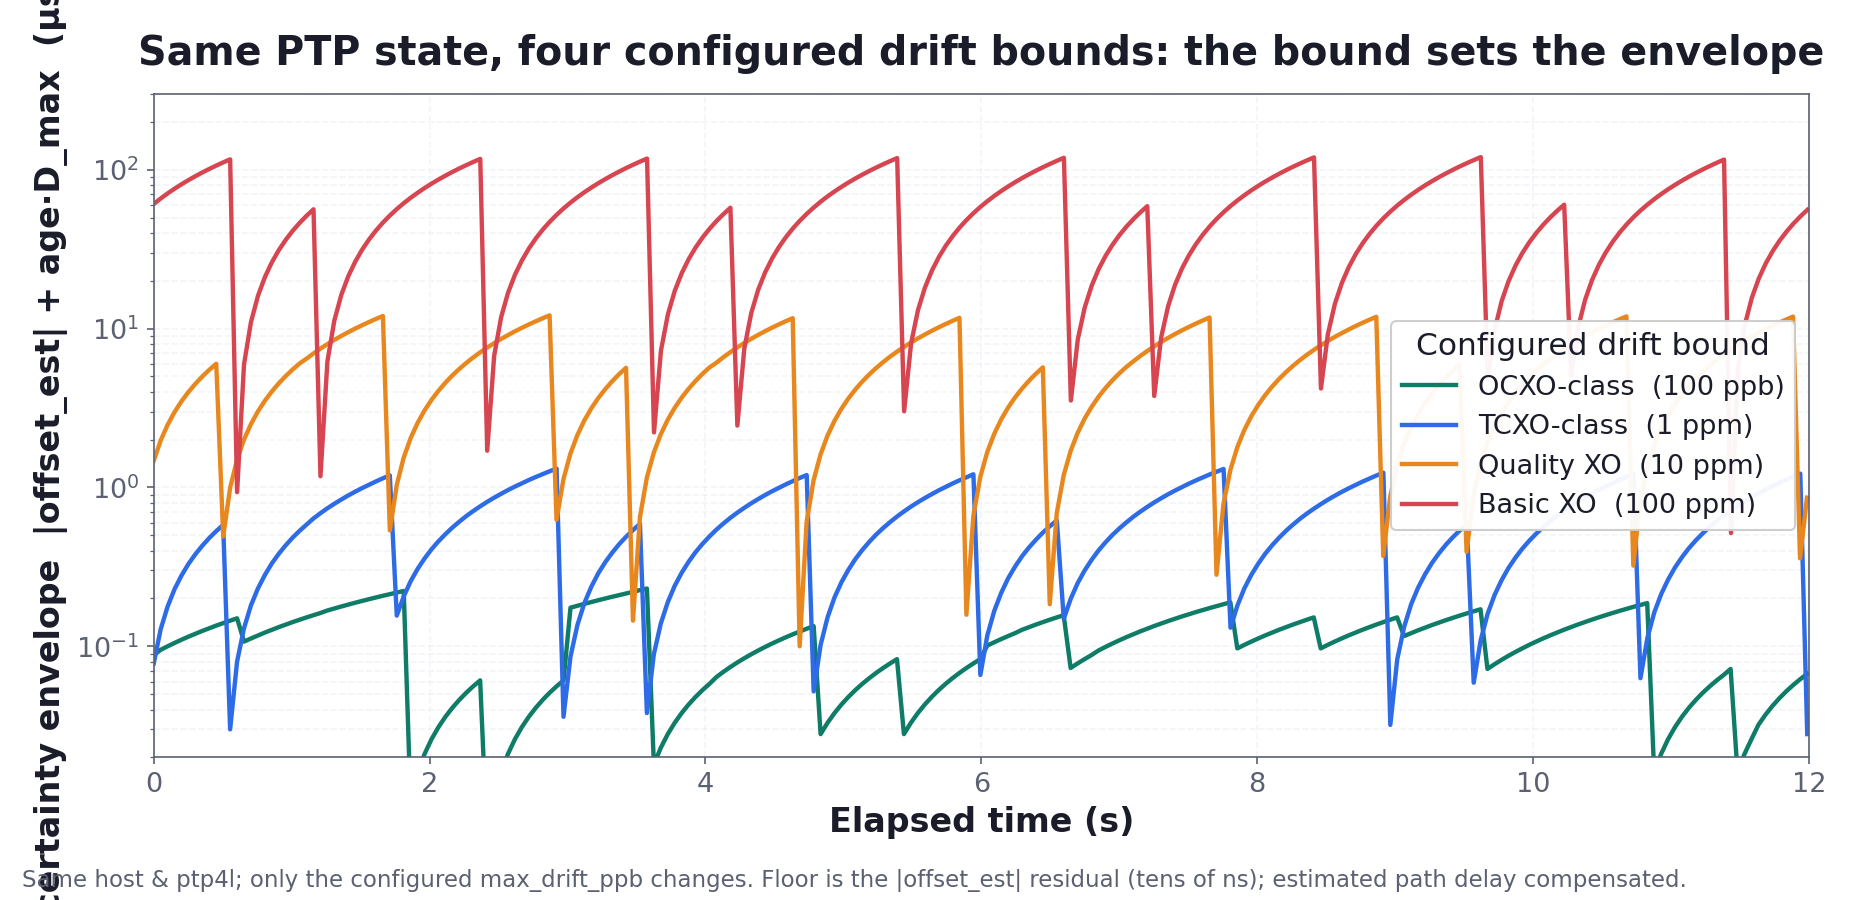 Same PTP state, four configured drift bounds: the bound sets the envelope
certainty envelope |offset_est| + age·D_max (µs
10²
10¹
10⁰
10⁻¹
Configured drift bound
OCXO-class (100 ppb)
TCXO-class (1 ppm)
Quality XO (10 ppm)
Basic XO (100 ppm)
0 2 4 6 8 10 12
Elapsed time (s)
Same host & ptp4l; only the configured max_drift_ppb changes. Floor is the |offset_est| residual (tens of ns); estimated path delay compensated.